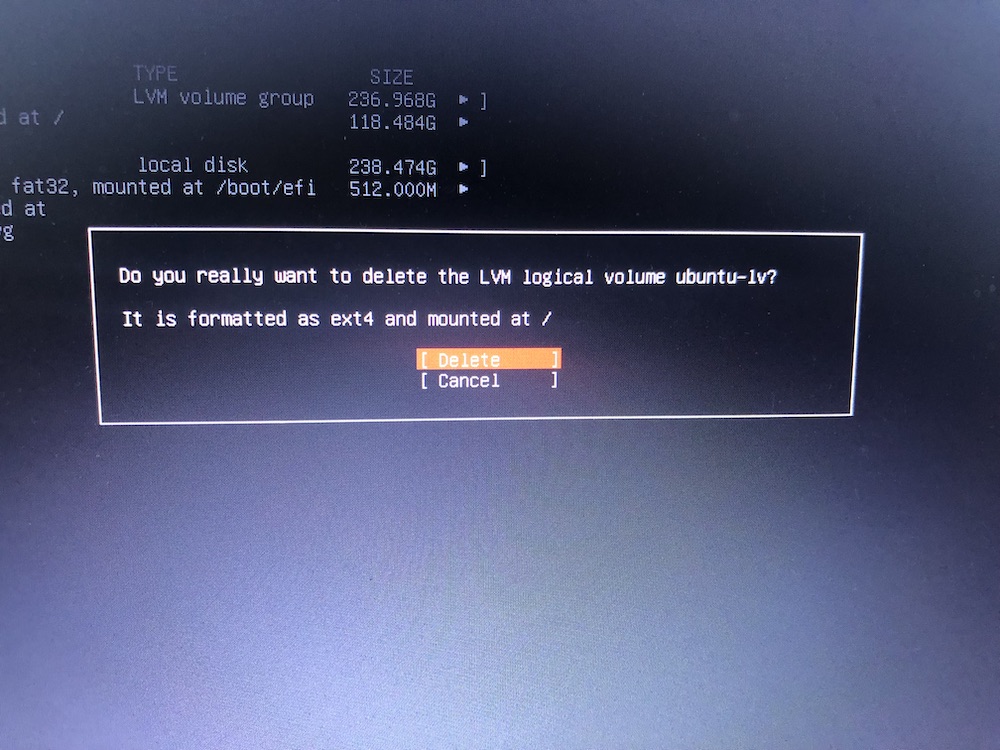 TYPE SIZE
LVM volume group 236.968G ► ]
d at / 118.484G ►
local disk 238.474G ► ]
fat32, mounted at /boot/efi 512.000M ►
d at
g
Do you really want to delete the LVM logical volume ubuntu-lv?
It is formatted as ext4 and mounted at /
[ Delete ]
[ Cancel ]